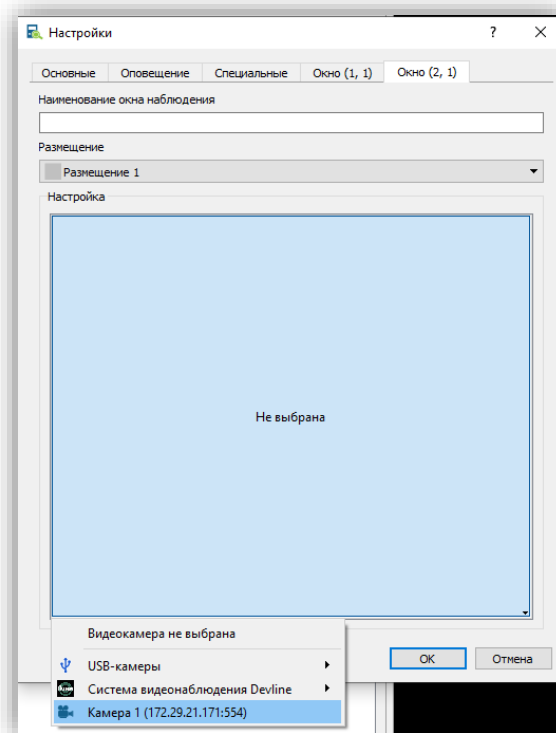 Настройки
Основные Оповещение Специальные Окно (1, 1) Окно (2, 1)
Наименование окна наблюдения
Размещение
Размещение 1
Настройка
Не выбрана
Видеокамера не выбрана
USB-камеры
Система видеонаблюдения Devline
Камера 1 (172.29.21.171:554)
OK Отмена